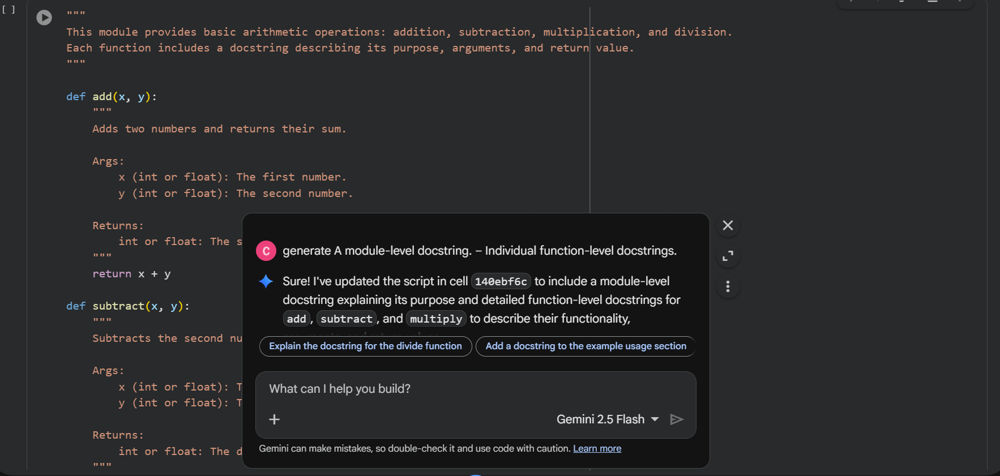 [ ]
"""
This module provides basic arithmetic operations: addition, subtraction, multiplication, and division.
Each function includes a docstring describing its purpose, arguments, and return value.
"""
def add(x, y):
"""
Adds two numbers and returns their sum.
Args:
x (int or float): The first number.
y (int or float): The second number.
Returns:
int or float: The s
"""
return x + y
def subtract(x, y):
"""
Subtracts the second nu
Args:
x (int or float): T
y (int or float): T
Returns:
int or float: The d
"""
C generate A module-level docstring. – Individual function-level docstrings.
Sure! I've updated the script in cell 140ebf6c to include a module-level
docstring explaining its purpose and detailed function-level docstrings for
add, subtract, and multiply to describe their functionality,
Explain the docstring for the divide function Add a docstring to the example usage section
What can I help you build?
Gemini 2.5 Flash
Gemini can make mistakes, so double-check it and use code with caution. Learn more